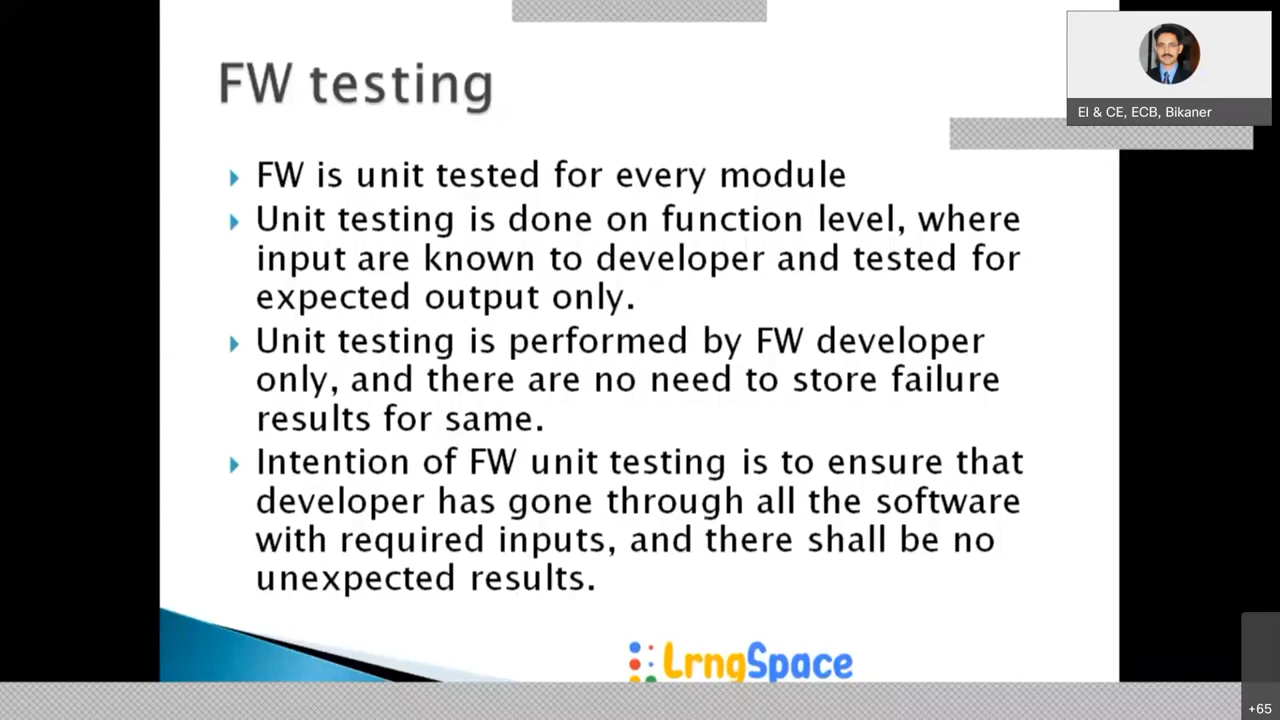 FW testing
EI & CE, ECB, Bikaner
FW is unit tested for every module
Unit testing is done on function level, where
input are known to developer and tested for
expected output only.
Unit testing is performed by FW developer
only, and there are no need to store failure
results for same.
Intention of FW unit testing is to ensure that
developer has gone through all the software
with required inputs, and there shall be no
unexpected results.
LrngSpace
+65